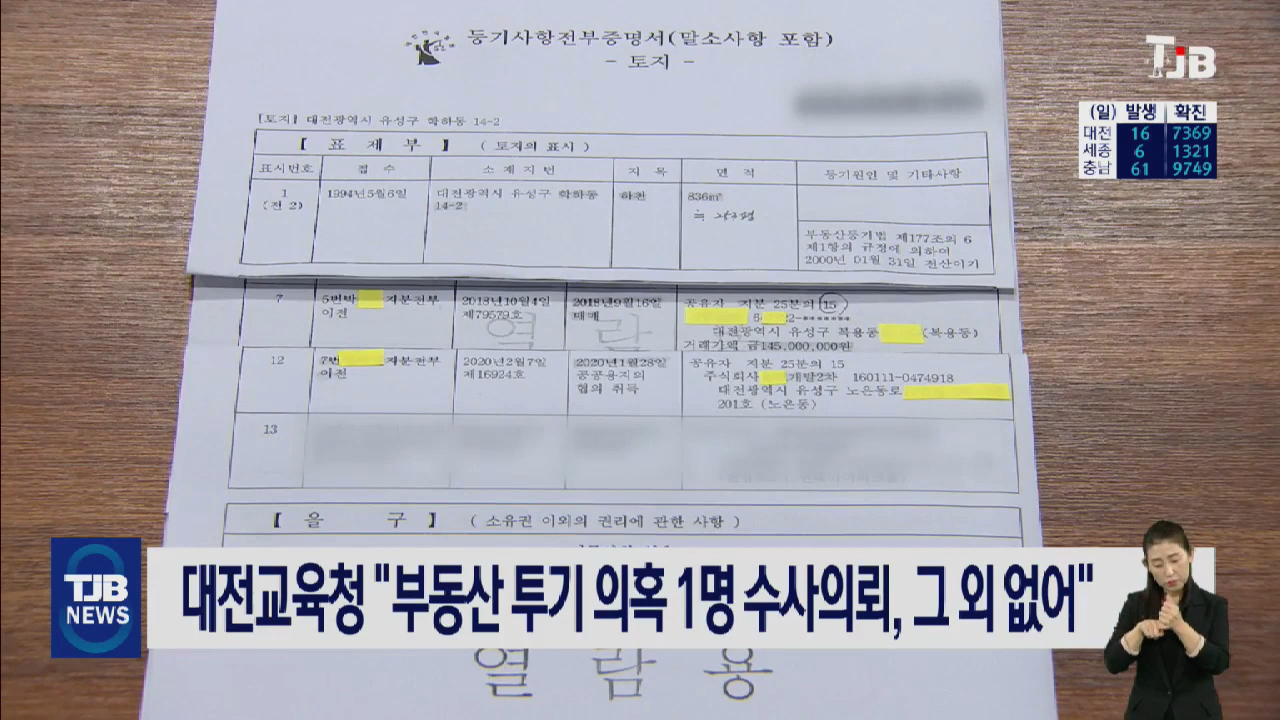 등기사항전부증명서(말소사항 포함)
- 토지 -
TJB
[토지] 대전광역시 유성구 학하동 14-2
(일) 발생 확진
대전 16 7369
세종 6 1321
충남 61 9749
【 표 제 부 】 ( 토지의 표시 )
표시번호 접 수 소 재 지 번 지 목 면 적 등기원인 및 기타사항
1 1994년5월6일 대전광역시 유성구 학하동 하천 836㎡
(전 2) 14-2
부동산등기법 제177조의 6
제1항의 규정에 의하여
2000년 01월 31일 전산이기
7 5번박 지분전부 2018년10월4일 2018년9월16일 공유자 지분 25분의 15
이전 제79579호 매매
대전광역시 유성구 복용동 (복용동)
거래가액 금145,000,000원
열 람
12 7번 지분전부 2020년2월7일 2020년1월28일 공유자 지분 25분의 15
이전 제16924호 공공용지의 주식회사 개발2차 160111-0474918
협의 취득 대전광역시 유성구 노은동로
201호 (노은동)
13
【 을 구 】 ( 소유권 이외의 권리에 관한 사항 )
TJB
NEWS
대전교육청 "부동산 투기 의혹 1명 수사의뢰, 그 외 없어"
열 람 용